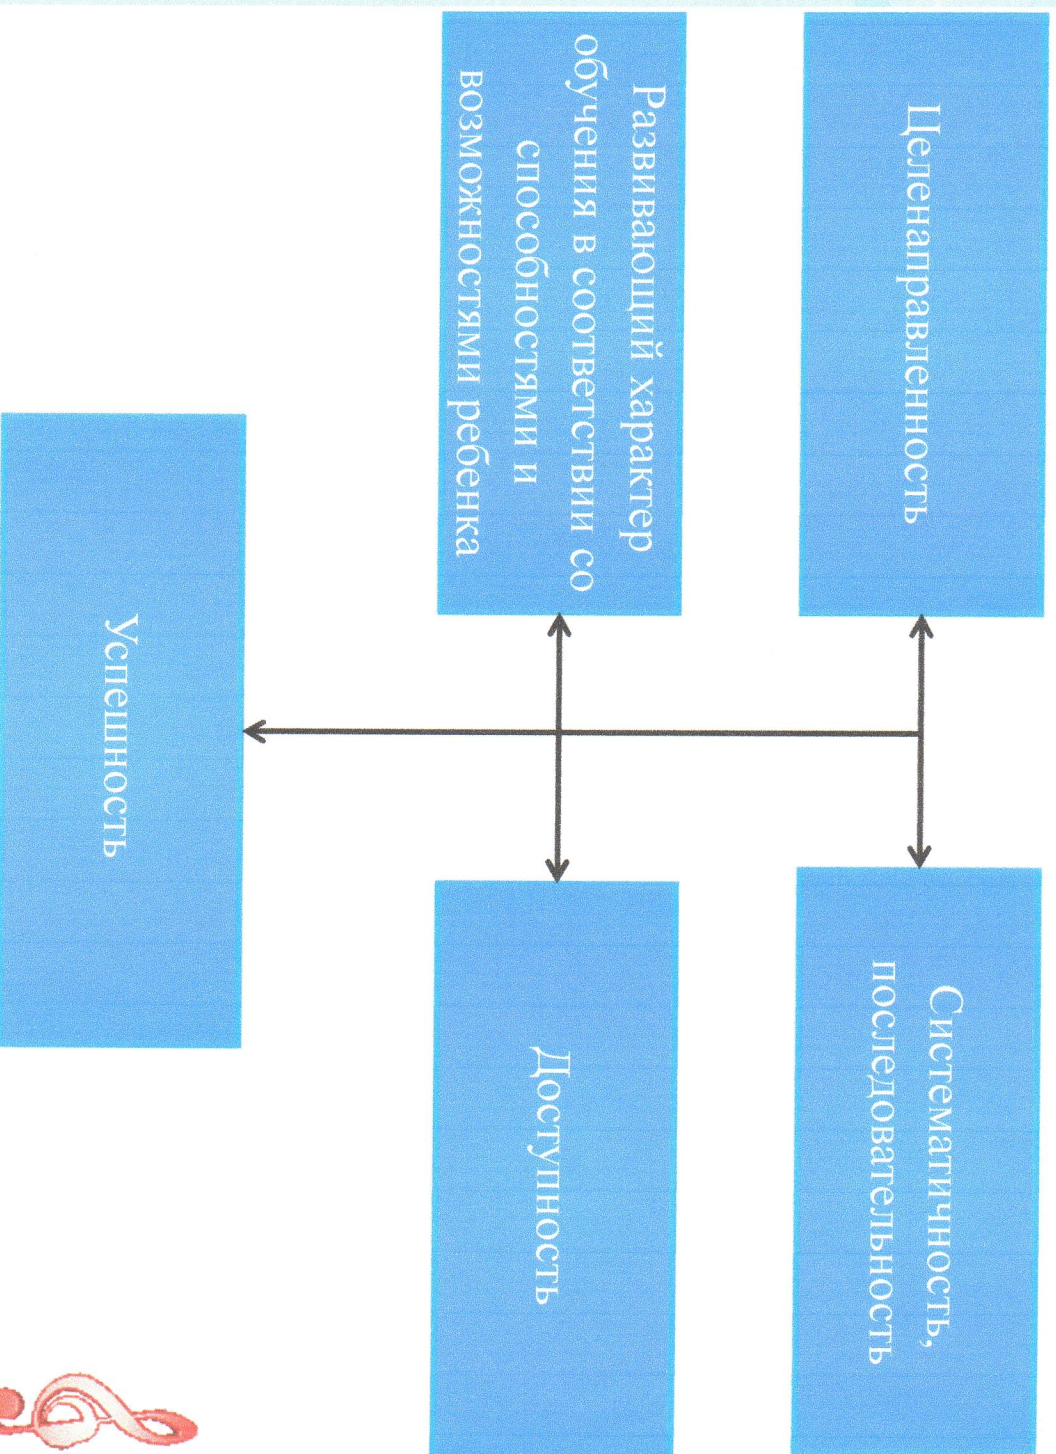 Целенаправленность
Систематичность,
последовательность
Развивающий характер
обучения в соответствии со
способностями и
возможностями ребенка
Доступность
Успешность